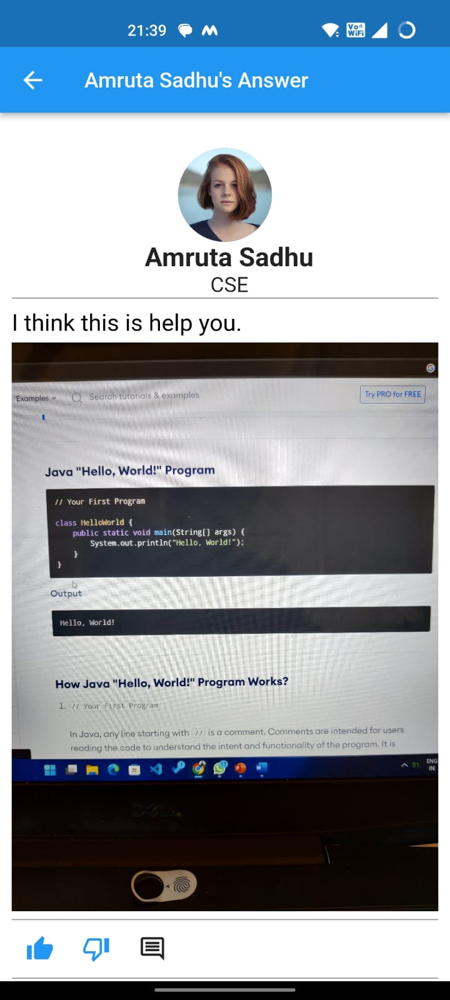 21:39
Vo))
WiFi
Amruta Sadhu's Answer
Amruta Sadhu
CSE
I think this is help you.
Examples
Search tutorials & examples
Try PRO for FREE
Java "Hello, World!" Program
// Your First Program
class HelloWorld {
public static void main(String[] args) {
System.out.println("Hello, World!");
}
}
Output
Hello, World!
How Java "Hello, World!" Program Works?
1. // Your First Program
In Java, any line starting with // is a comment. Comments are intended for users
reading the code to understand the intent and functionality of the program. It is
51
ENG
IN
DELL